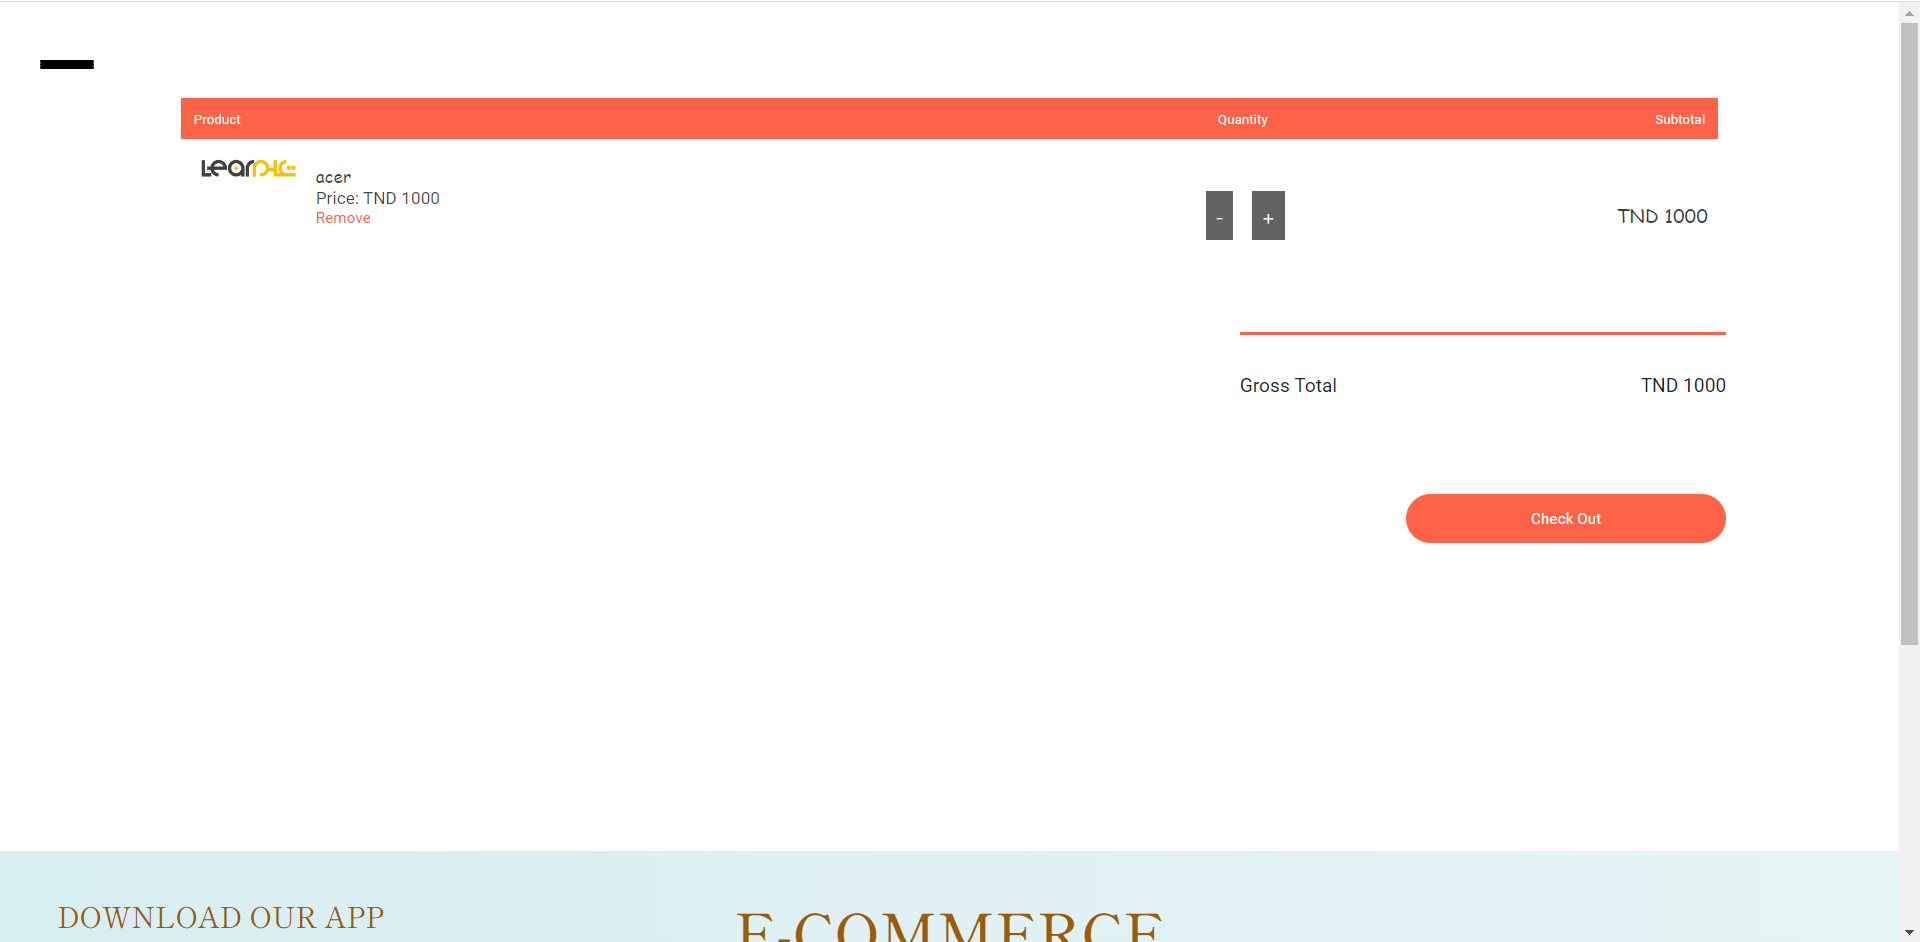 Product Quantity Subtotal
acer
Price: TND 1000
Remove
- + TND 1000
Gross Total TND 1000
Check Out
DOWNLOAD OUR APP
E-COMMERCE